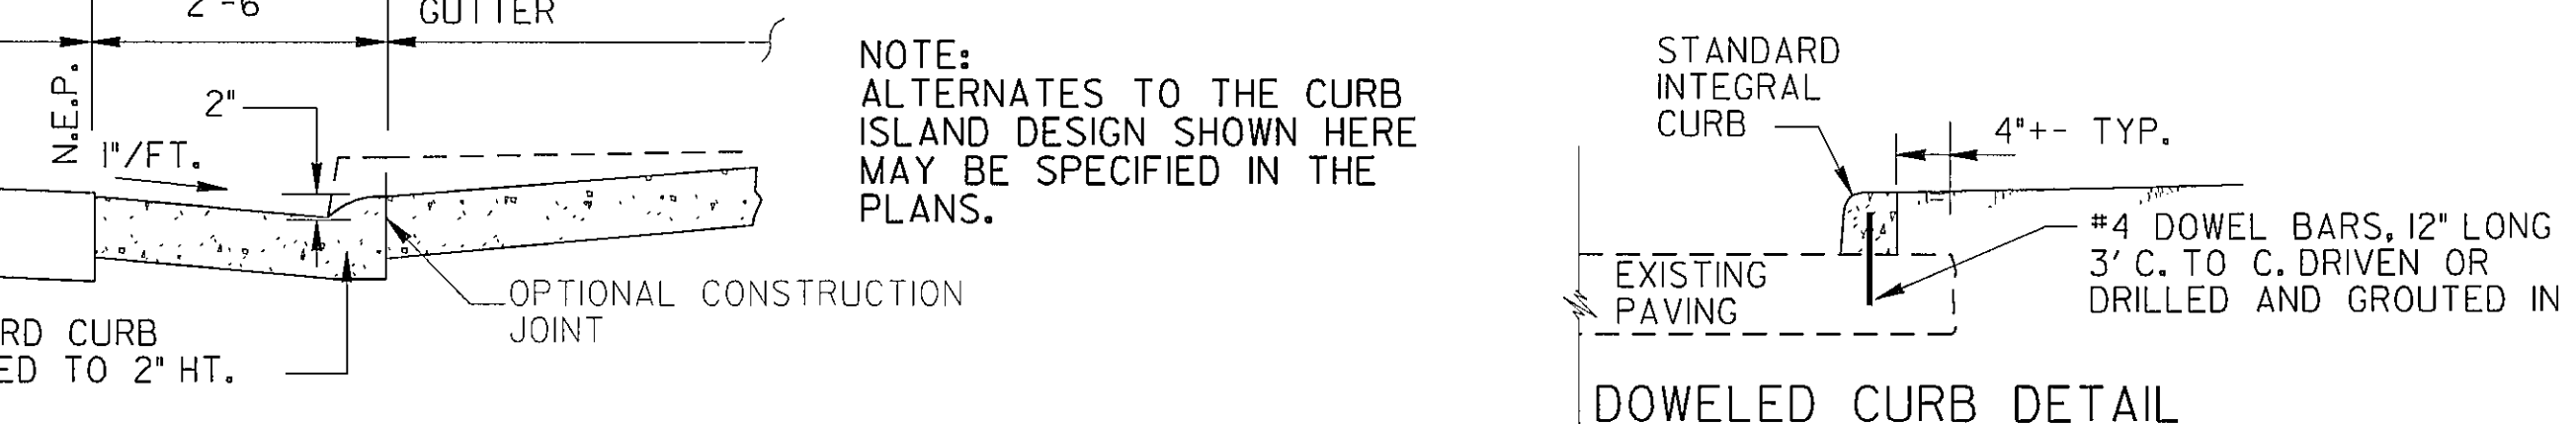 2'-6"
GUTTER
N.E.P.
2"
1"/FT.
NOTE:
ALTERNATES TO THE CURB
ISLAND DESIGN SHOWN HERE
MAY BE SPECIFIED IN THE
PLANS.
OPTIONAL CONSTRUCTION
JOINT
RD CURB
ED TO 2" HT.
STANDARD
INTEGRAL
CURB
4"+- TYP.
#4 DOWEL BARS, 12" LONG
3' C. TO C. DRIVEN OR
DRILLED AND GROUTED IN
EXISTING
PAVING
DOWELED CURB DETAIL